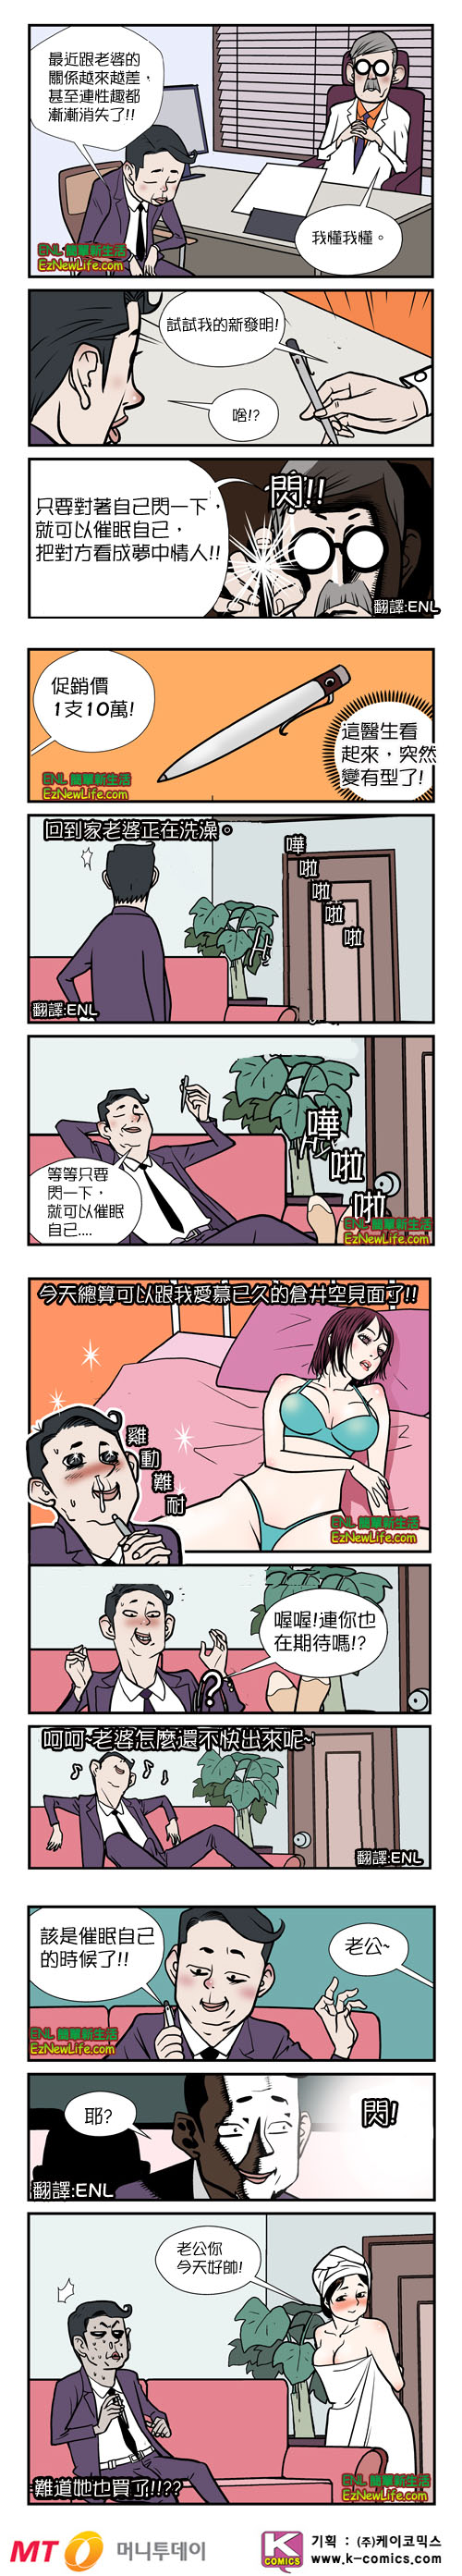 最近跟老婆的
關係越來越差,
甚至連性趣都
漸漸消失了!!
我懂我懂。
ENL 簡單新生活
EzNewLife.com
試試我的新發明!
啥!?
只要對著自己閃一下,
就可以催眠自己,
把對方看成夢中情人!!
閃!!
翻譯:ENL
促銷價
1支10萬!
這醫生看
起來,突然
變有型了!
ENL 簡單新生活
EzNewLife.com
回到家老婆正在洗澡。
嘩
啦
啦
啦
啦
翻譯:ENL
等等只要
閃一下,
就可以催眠
自己....
嘩
啦
啦
ENL 簡單新生活
EzNewLife.com
今天總算可以跟我愛慕已久的倉井空見面了!!
雞
動
難
耐
ENL 簡單新生活
EzNewLife.com
喔喔!連你也
在期待嗎!?
?
呵呵~老婆怎麼還不快出來呢~!
翻譯:ENL
該是催眠自己
的時候了!!
老公~
ENL 簡單新生活
EzNewLife.com
耶?
閃!
翻譯:ENL
老公你
今天好帥!
難道她也買了!!??
ENL 簡單新生活
EzNewLife.com
MT 머니투데이
K COMICS
기획 : (주)케이코믹스
www.k-comics.com